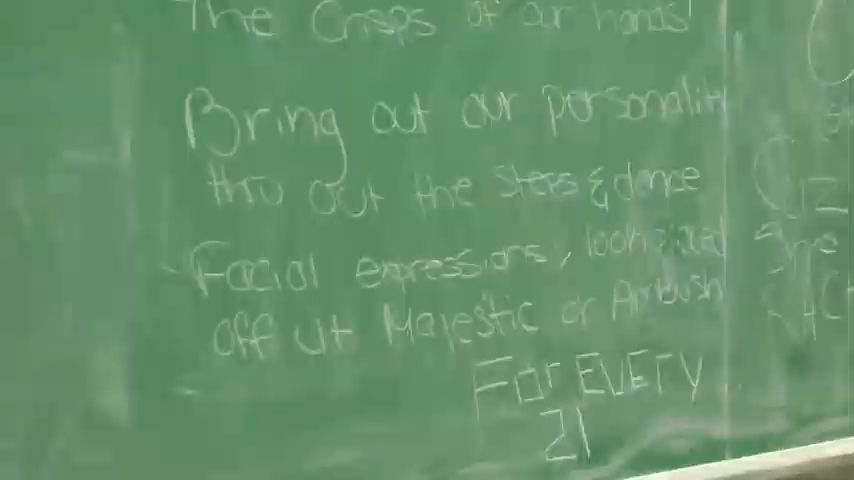 The Crisps of our hands!
Bring out our personality
thru out the steps & dance
- Facial expressions, look
off ut Majestic or Ambush
FOR EVERY
21